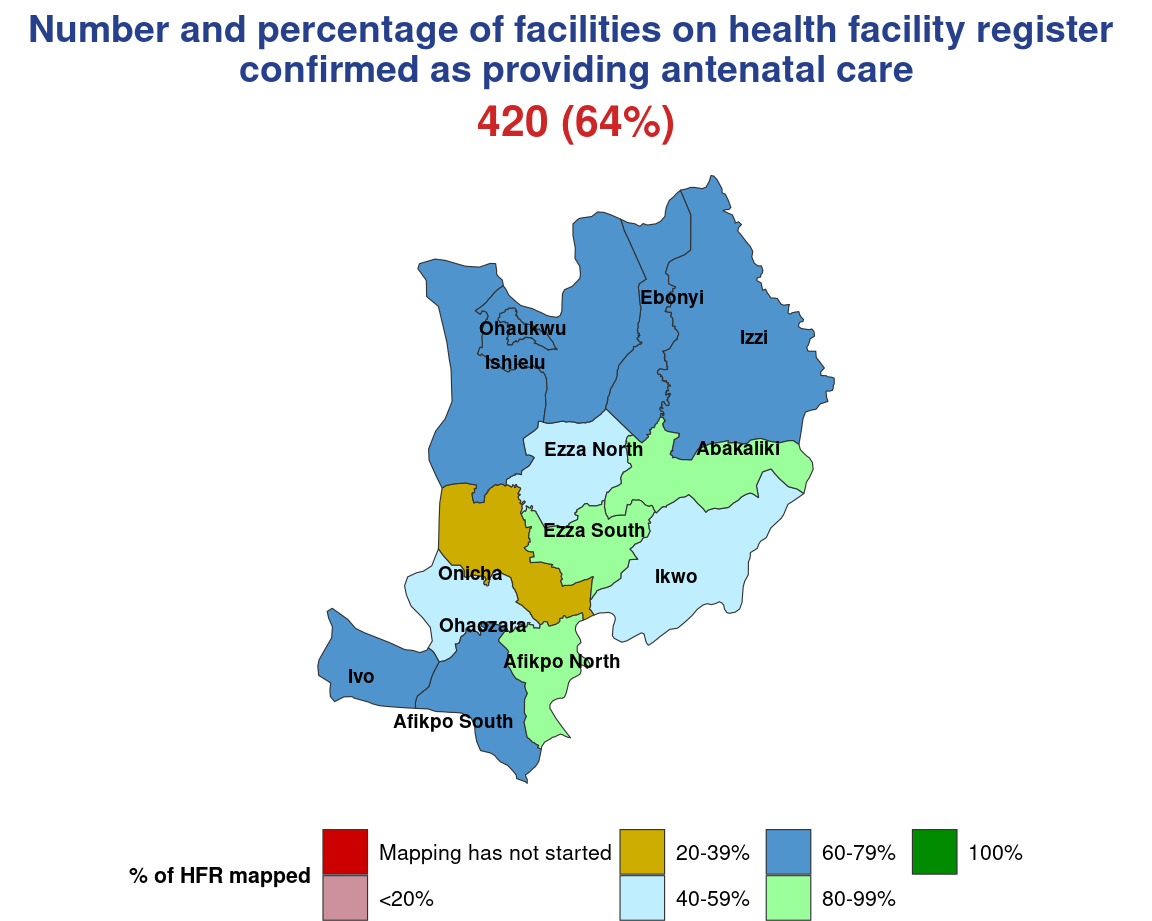 Number and percentage of facilities on health facility register
confirmed as providing antenatal care
420 (64%)
Ebonyi
Ohaukwu
Izzi
Ishielu
Ezza North
Abakaliki
Ezza South
Onicha
Ikwo
Ohaozara
Afikpo North
Ivo
Afikpo South
% of HFR mapped
Mapping has not started
20-39%
60-79%
100%
<20%
40-59%
80-99%